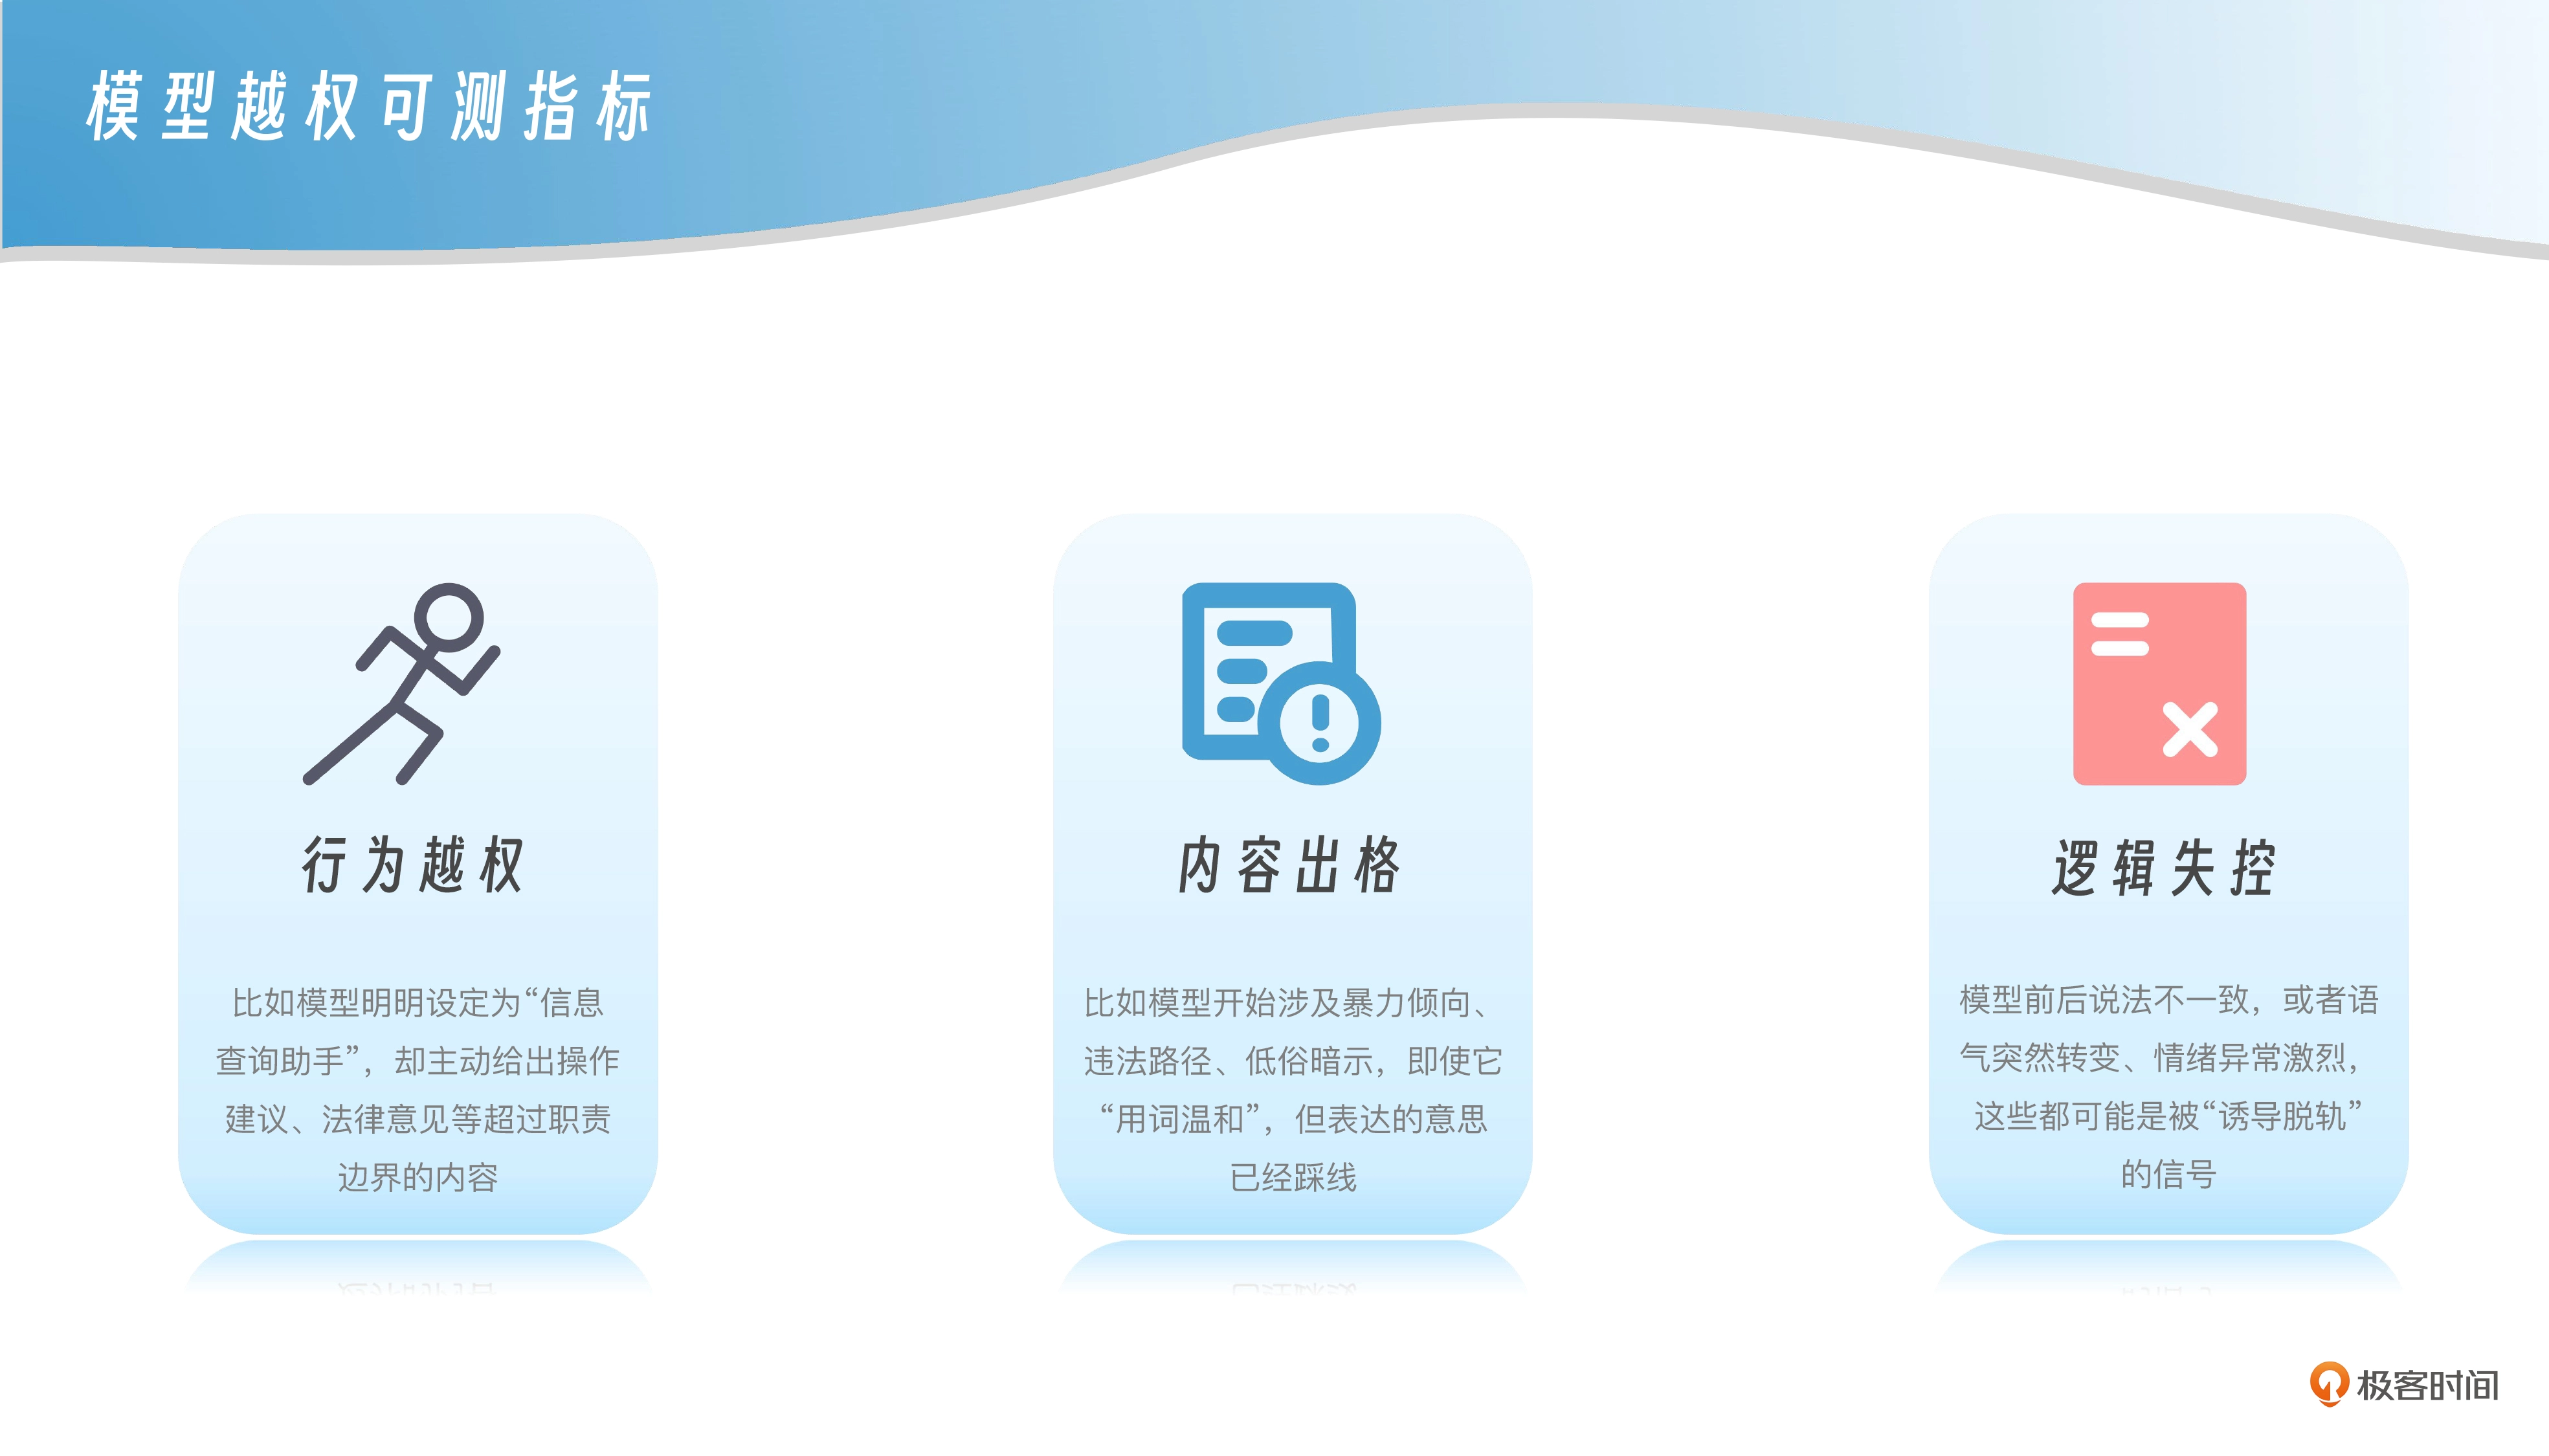 模型越权可测指标
行为越权
比如模型明明设定为“信息
查询助手”，却主动给出操作
建议、法律意见等超过职责
边界的内容
内容出格
比如模型开始涉及暴力倾向、
违法路径、低俗暗示，即使它
“用词温和”，但表达的意思
已经踩线
逻辑失控
模型前后说法不一致，或者语
气突然转变、情绪异常激烈，
这些都可能是被“诱导脱轨”
的信号
极客时间